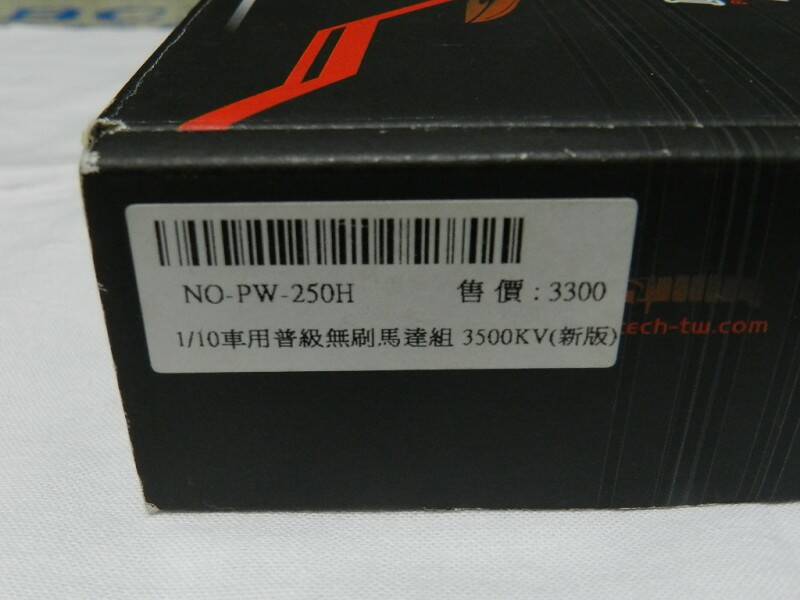 NO-PW-250H 售價:3300
1/10車用普級無刷馬達組 3500KV(新版)
tech-tw.com